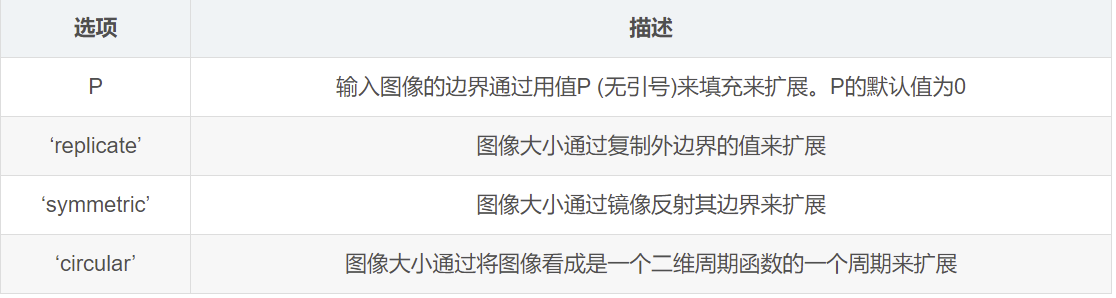 选项 描述
P 输入图像的边界通过用值P (无引号)来填充来扩展。P的默认值为0
‘replicate’ 图像大小通过复制外边界的值来扩展
‘symmetric’ 图像大小通过镜像反射其边界来扩展
‘circular’ 图像大小通过将图像看成是一个二维周期函数的一个周期来扩展